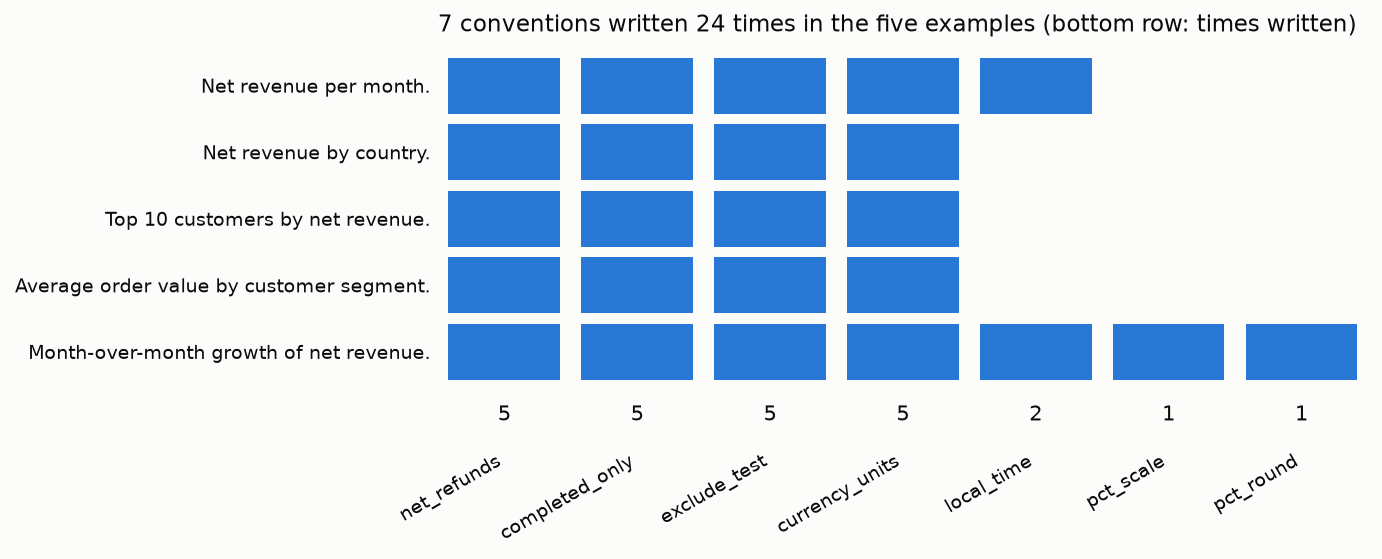 7 conventions written 24 times in the five examples (bottom row: times written)
Net revenue per month.
Net revenue by country.
Top 10 customers by net revenue.
Average order value by customer segment.
Month-over-month growth of net revenue.
5 5 5 5 2 1 1
net_refunds completed_only exclude_test currency_units local_time pct_scale pct_round